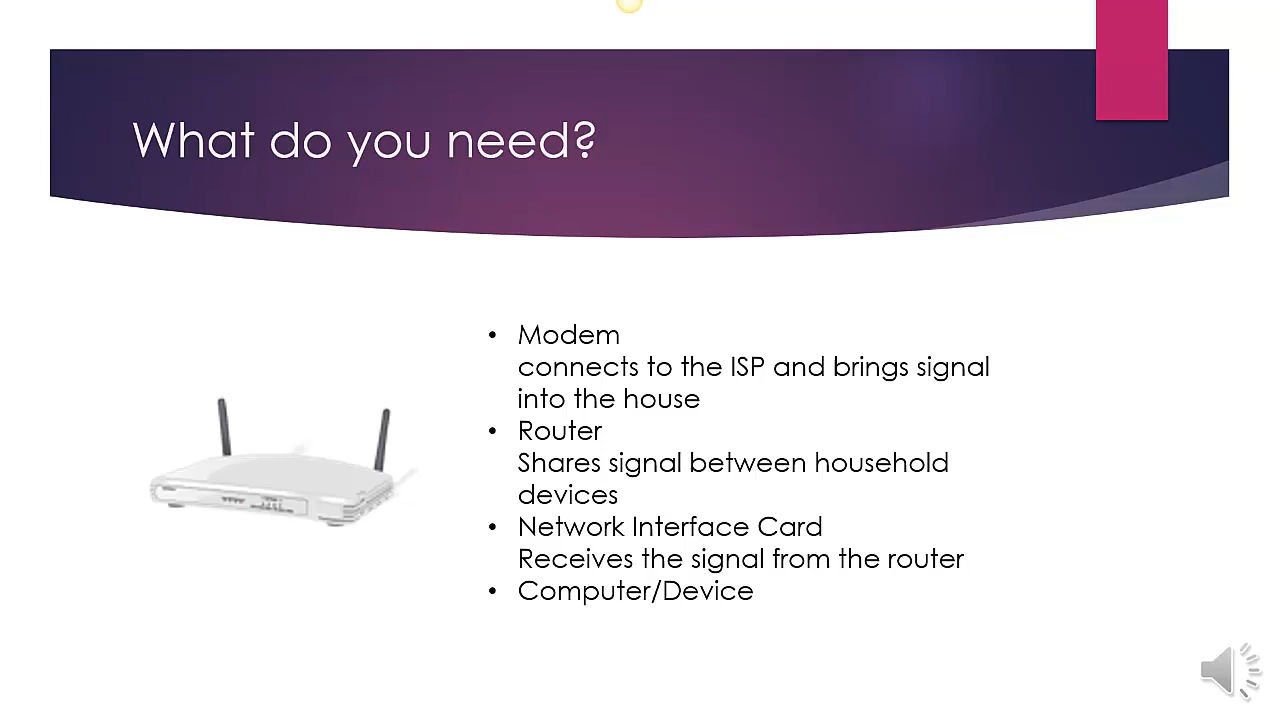 What do you need?
• Modem
connects to the ISP and brings signal
into the house
• Router
Shares signal between household
devices
• Network Interface Card
Receives the signal from the router
• Computer/Device